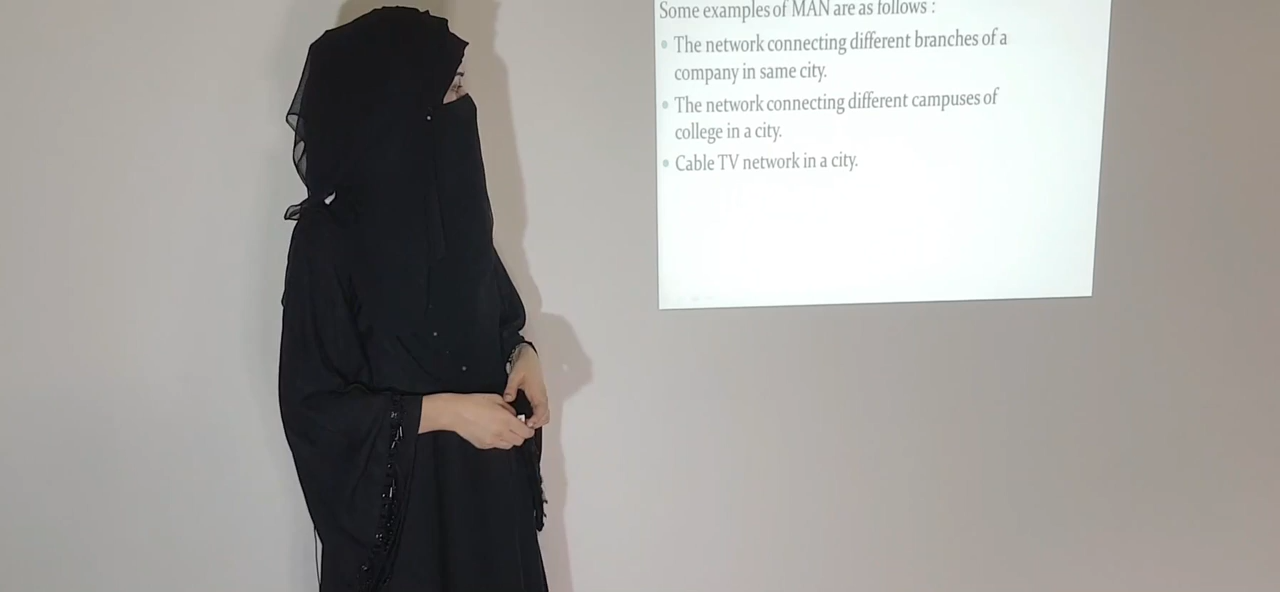 Some examples of MAN are as follows :
• The network connecting different branches of a
company in same city.
• The network connecting different campuses of
college in a city.
• Cable TV network in a city.